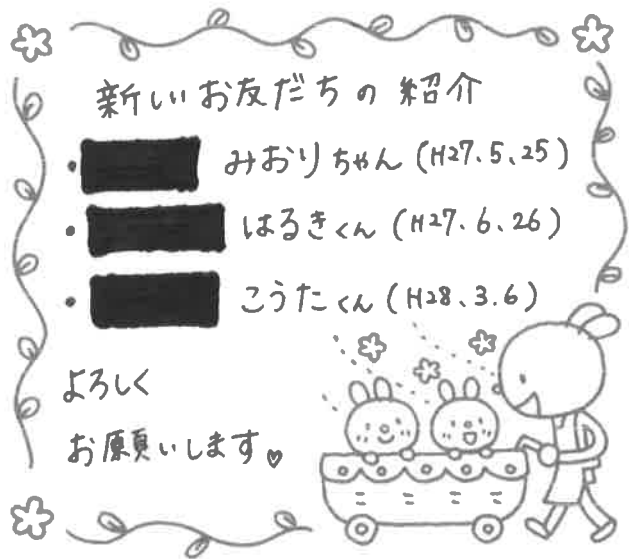 新しいお友だちの紹介
・ みおりちゃん(H27.5.25)
・ はるきくん(H27.6.26)
・ こうたくん(H28.3.6)
よろしく
お願いします♡